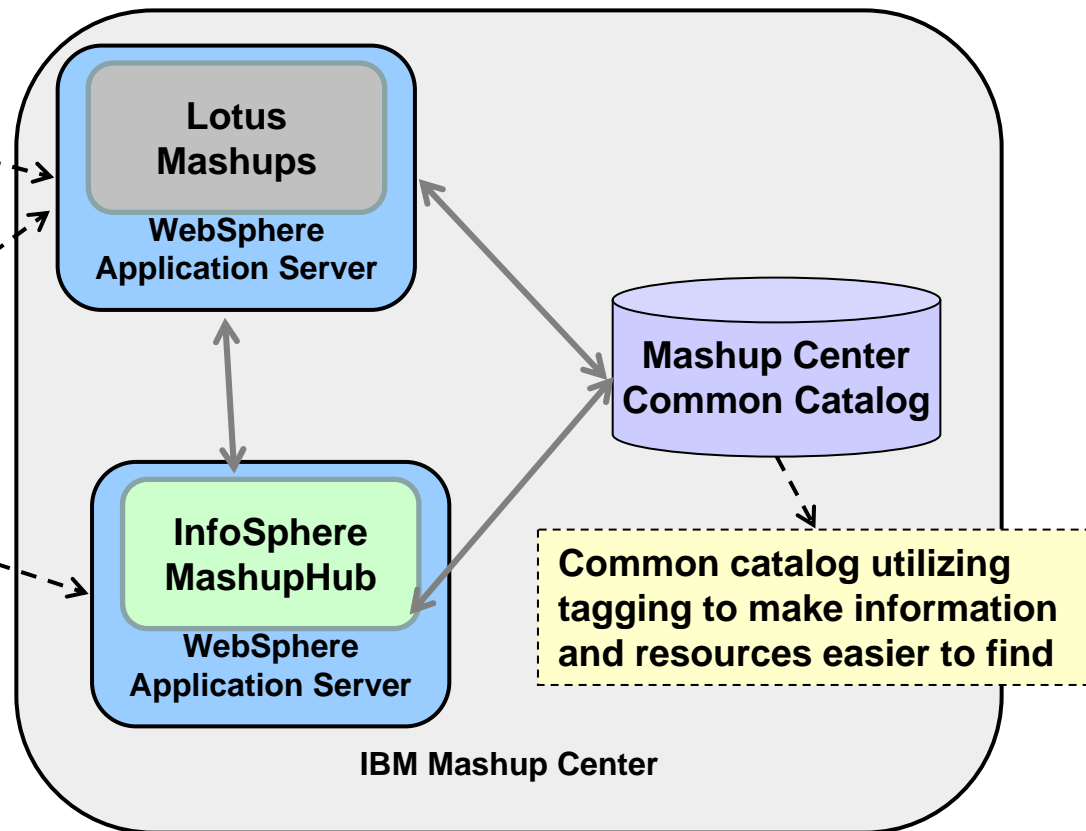 Lotus
Mashups
WebSphere
Application Server
Mashup Center
Common Catalog
InfoSphere
MashupHub
WebSphere
Application Server
Common catalog utilizing
tagging to make information
and resources easier to find
IBM Mashup Center